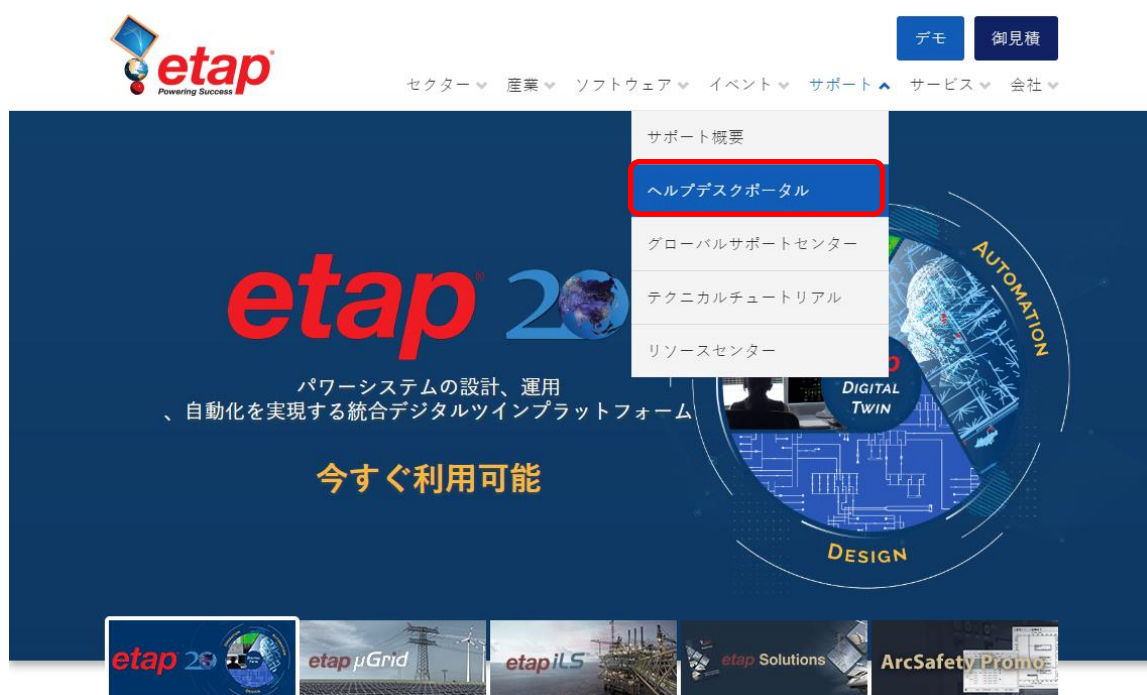 etap
Powering Success
デモ
御見積
セクター 産業 ソフトウェア イベント サポート サービス 会社
サポート概要
ヘルプデスクポータル
グローバルサポートセンター
テクニカルチュートリアル
リソースセンター
etap 20
パワーシステムの設計、運用
、自動化を実現する統合デジタルツインプラットフォーム
今すぐ利用可能
AUTOMATION
DIGITAL
TWIN
DESIGN
etap 20
etap μGrid
etap iLS
etap Solutions
ArcSafety Promo